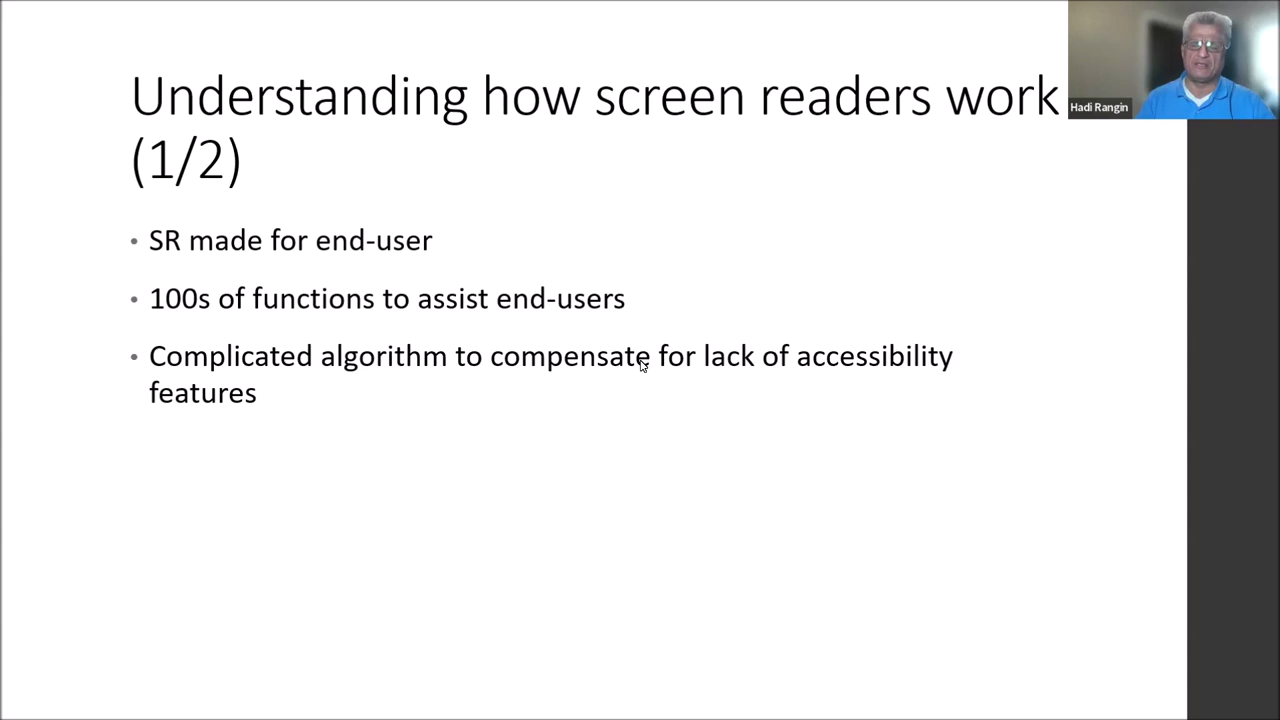 Understanding how screen readers work
(1/2)
Hadi Rangin
• SR made for end-user
• 100s of functions to assist end-users
• Complicated algorithm to compensate for lack of accessibility
features